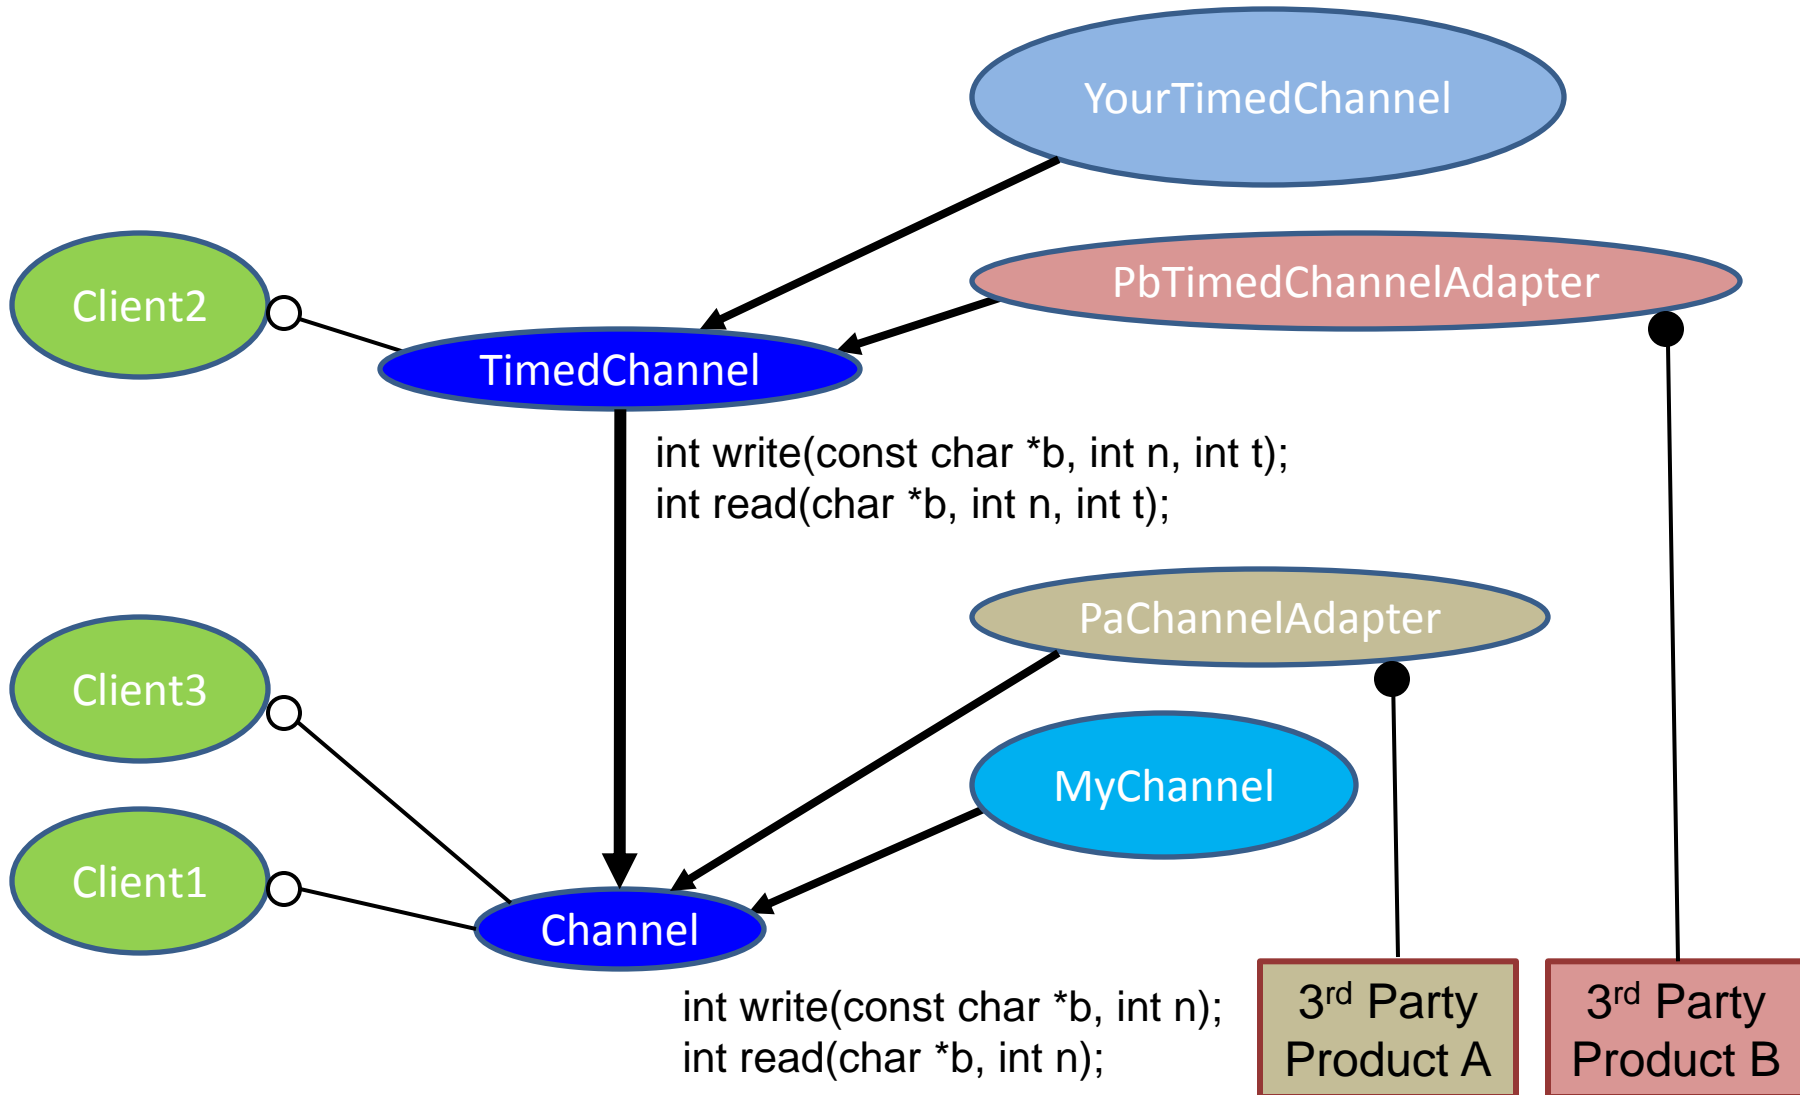 YourTimedChannel
Client2
PbTimedChannelAdapter
TimedChannel
int write(const char *b, int n, int t);
int read(char *b, int n, int t);
PaChannelAdapter
Client3
MyChannel
Client1
Channel
int write(const char *b, int n);
int read(char *b, int n);
3rd Party
Product A
3rd Party
Product B